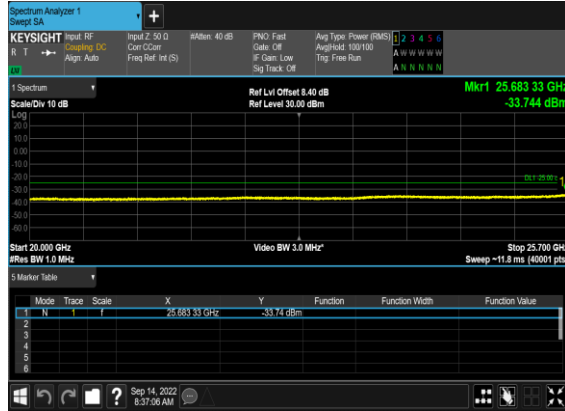 Spectrum Analyzer 1
Swept SA
+
KEYSIGHT Input: RF Input Z: 50 Ω #Atten: 40 dB PNO: Fast Avg Type: Power (RMS) 1 2 3 4 5 6
R T Coupling: DC Corr CCorr Gate: Off Avg|Hold: 100/100 A W W W W W
Align: Auto Freq Ref: Int (S) IF Gain: Low Trig: Free Run
LV Sig Track: Off A N N N N N
1 Spectrum Ref Lvl Offset 8.40 dB Mkr1 25.683 33 GHz
Scale/Div 10 dB Ref Level 30.00 dBm -33.744 dBm
Log
20.0
10.0
0.00
-10.0
DL1 -25.00 1
-20.0
-30.0
-40.0
-50.0
-60.0
Start 20.000 GHz Video BW 3.0 MHz* Stop 25.700 GH
#Res BW 1.0 MHz Sweep ~11.8 ms (40001 pts
5 Marker Table
Mode Trace Scale X Y Function Function Width Function Value
1 N 1 f 25.683 33 GHz -33.74 dBm
2
3
4
5
6
? Sep 14, 2022
8:37:06 AM